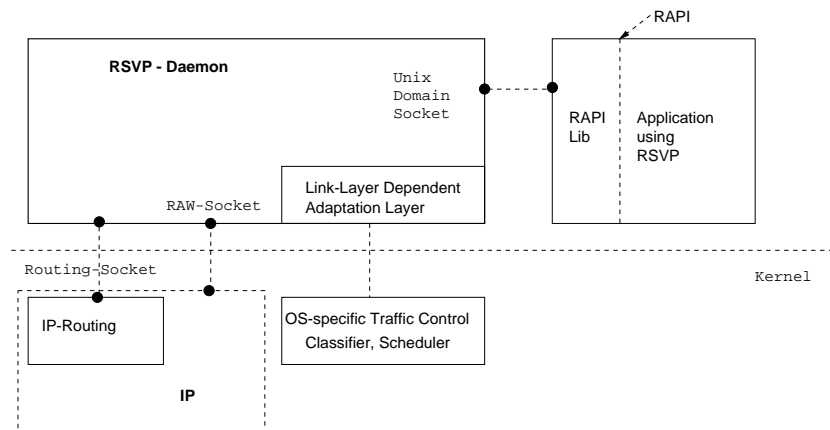 RAPI
RSVP - Daemon
Unix
Domain
Socket
RAPI
Lib
Application
using
RSVP
Link-Layer Dependent
Adaptation Layer
RAW-Socket
Routing-Socket
Kernel
IP-Routing
OS-specific Traffic Control
Classifier, Scheduler
IP